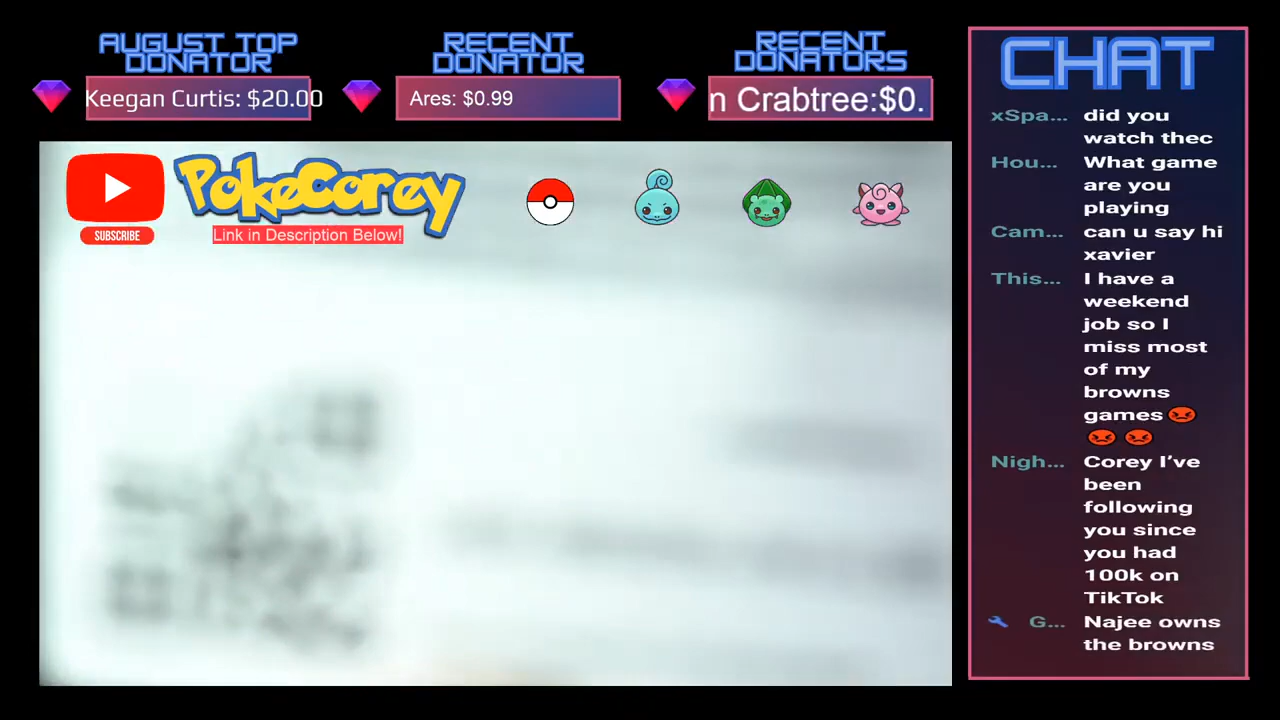 AUGUST TOP
DONATOR
Keegan Curtis: $20.00
RECENT
DONATOR
Ares: $0.99
RECENT
DONATORS
n Crabtree:$0.
PokeCorey
SUBSCRIBE
Link in Description Below!
CHAT
xSpa... did you
watch thec
Hou... What game
are you
playing
Cam... can u say hi
xavier
This... I have a
weekend
job so I
miss most
of my
browns
games
Nigh... Corey I’ve
been
following
you since
you had
100k on
TikTok
G... Najee owns
the browns